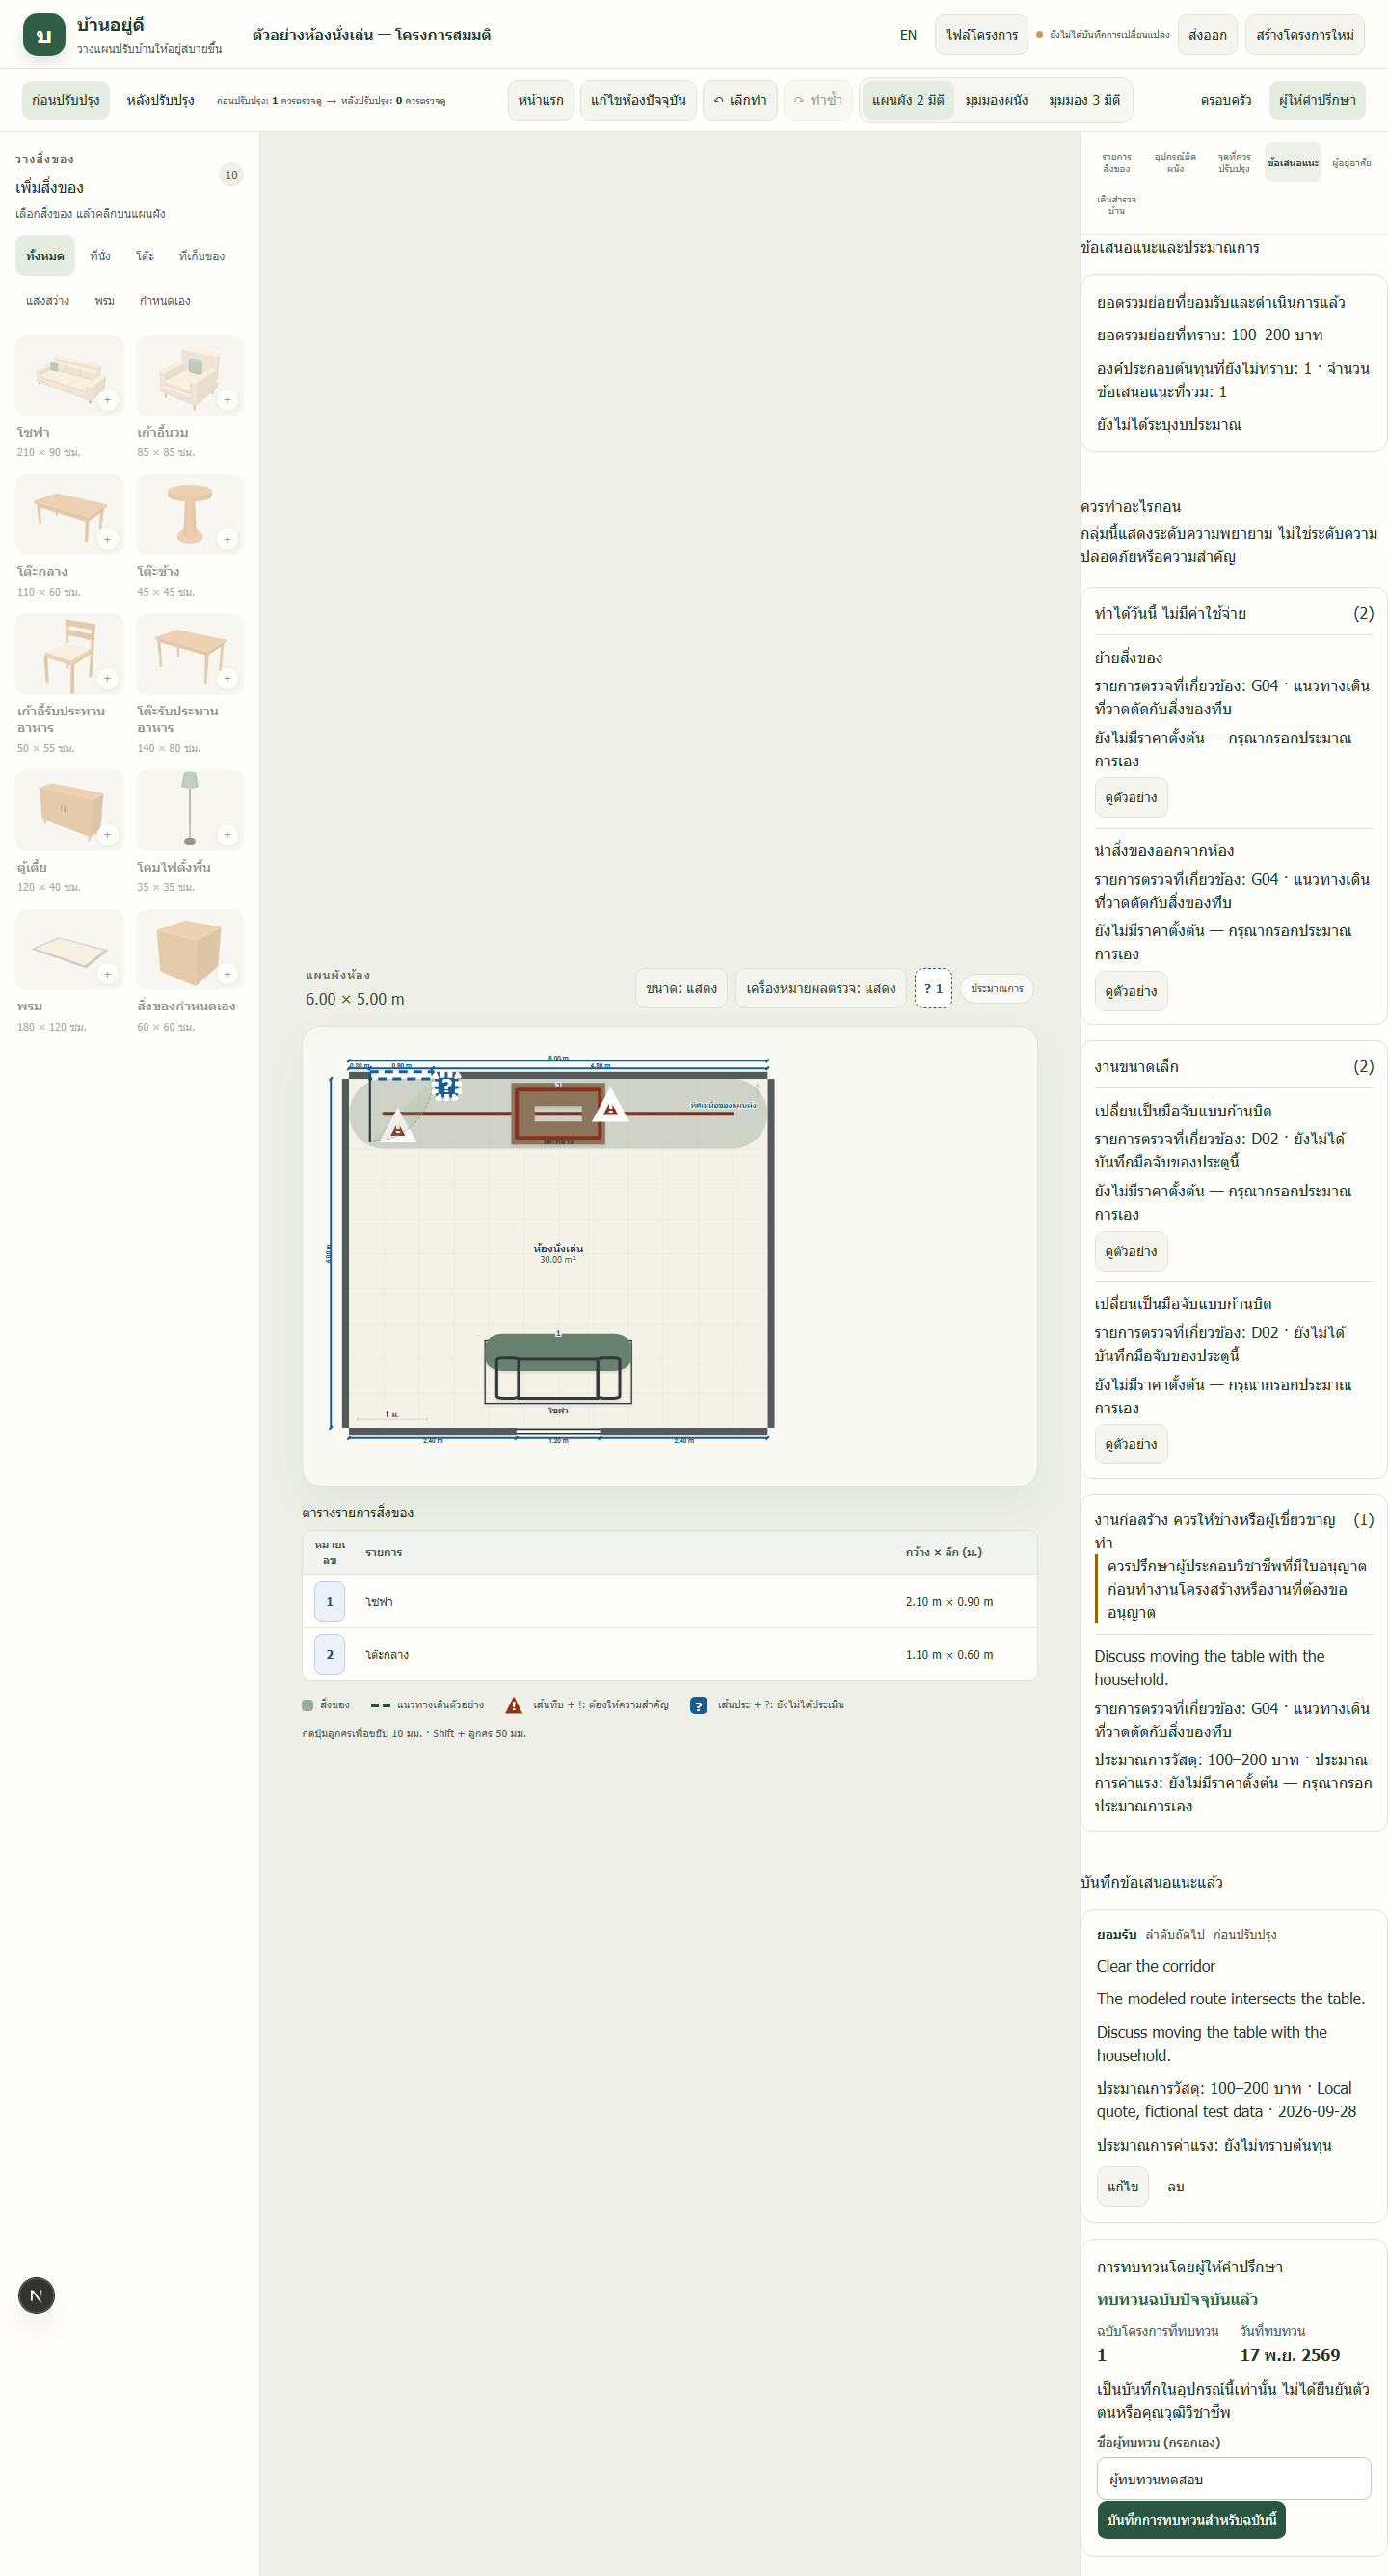 บ
บ้านอยู่ดี
วางแผนปรับบ้านให้อยู่สบายขึ้น
ตัวอย่างห้องนั่งเล่น — โครงการสมมติ
EN
ไฟล์โครงการ
ยังไม่ได้บันทึกการเปลี่ยนแปลง
ส่งออก
สร้างโครงการใหม่
ก่อนปรับปรุง
หลังปรับปรุง
ก่อนปรับปรุง: 1 ควรตรวจดู → หลังปรับปรุง: 0 ควรตรวจดู
หน้าแรก
แก้ไขห้องปัจจุบัน
↶ เลิกทำ
↷ ทำซ้ำ
แผนผัง 2 มิติ
มุมมองผนัง
มุมมอง 3 มิติ
ครอบครัว
ผู้ให้คำปรึกษา
วางสิ่งของ
เพิ่มสิ่งของ
10
เลือกสิ่งของ แล้วคลิกบนแผนผัง
ทั้งหมด
ที่นั่ง
โต๊ะ
ที่เก็บของ
แสงสว่าง
พรม
กำหนดเอง
+
+
โซฟา
เก้าอี้นวม
210 × 90 ซม.
85 × 85 ซม.
+
+
โต๊ะกลาง
โต๊ะข้าง
110 × 60 ซม.
45 × 45 ซม.
+
+
เก้าอี้รับประทาน
อาหาร
โต๊ะรับประทาน
อาหาร
50 × 55 ซม.
140 × 80 ซม.
+
+
ตู้เตี้ย
โคมไฟตั้งพื้น
120 × 40 ซม.
35 × 35 ซม.
+
+
พรม
สิ่งของกำหนดเอง
180 × 120 ซม.
60 × 60 ซม.
N
แผนผังห้อง
6.00 × 5.00 m
ขนาด: แสดง
เครื่องหมายผลตรวจ: แสดง
? 1
ประมาณการ
6.00 m
0.30 m
0.90 m
4.80 m
?
2
!
!
ทิศเหนือของแผนผัง
โต๊ะกลาง
ห้องนั่งเล่น
30.00 m²
1
โซฟา
1 ม.
2.40 m
1.20 m
2.40 m
ตารางรายการสิ่งของ
หมายเ
ลข
รายการ
กว้าง × ลึก (ม.)
1
โซฟา
2.10 m × 0.90 m
2
โต๊ะกลาง
1.10 m × 0.60 m
สิ่งของ
แนวทางเดินตัวอย่าง
!
เส้นทึบ + !: ต้องให้ความสำคัญ
?
เส้นประ + ?: ยังไม่ได้ประเมิน
กดปุ่มลูกศรเพื่อขยับ 10 มม. · Shift + ลูกศร 50 มม.
รายการ
สิ่งของ
อุปกรณ์ติด
ผนัง
จุดที่ควร
ปรับปรุง
ข้อเสนอแนะ
ผู้อยู่อาศัย
เดินสำรวจ
บ้าน
ข้อเสนอแนะและประมาณการ
ยอดรวมย่อยที่ยอมรับและดำเนินการแล้ว
ยอดรวมย่อยที่ทราบ: 100–200 บาท
องค์ประกอบต้นทุนที่ยังไม่ทราบ: 1 · จำนวน
ข้อเสนอแนะที่รวม: 1
ยังไม่ได้ระบุงบประมาณ
ควรทำอะไรก่อน
กลุ่มนี้แสดงระดับความพยายาม ไม่ใช่ระดับความ
ปลอดภัยหรือความสำคัญ
ทำได้วันนี้ ไม่มีค่าใช้จ่าย
(2)
ย้ายสิ่งของ
รายการตรวจที่เกี่ยวข้อง: G04 · แนวทางเดิน
ที่วาดตัดกับสิ่งของทึบ
ยังไม่มีราคาตั้งต้น — กรุณากรอกประมาณ
การเอง
ดูตัวอย่าง
นำสิ่งของออกจากห้อง
รายการตรวจที่เกี่ยวข้อง: G04 · แนวทางเดิน
ที่วาดตัดกับสิ่งของทึบ
ยังไม่มีราคาตั้งต้น — กรุณากรอกประมาณ
การเอง
ดูตัวอย่าง
งานขนาดเล็ก
(2)
เปลี่ยนเป็นมือจับแบบก้านบิด
รายการตรวจที่เกี่ยวข้อง: D02 · ยังไม่ได้
บันทึกมือจับของประตูนี้
ยังไม่มีราคาตั้งต้น — กรุณากรอกประมาณ
การเอง
ดูตัวอย่าง
เปลี่ยนเป็นมือจับแบบก้านบิด
รายการตรวจที่เกี่ยวข้อง: D02 · ยังไม่ได้
บันทึกมือจับของประตูนี้
ยังไม่มีราคาตั้งต้น — กรุณากรอกประมาณ
การเอง
ดูตัวอย่าง
งานก่อสร้าง ควรให้ช่างหรือผู้เชี่ยวชาญ
ทำ
(1)
ควรปรึกษาผู้ประกอบวิชาชีพที่มีใบอนุญาต
ก่อนทำงานโครงสร้างหรืองานที่ต้องขอ
อนุญาต
Discuss moving the table with the
household.
รายการตรวจที่เกี่ยวข้อง: G04 · แนวทางเดิน
ที่วาดตัดกับสิ่งของทึบ
ประมาณการวัสดุ: 100–200 บาท · ประมาณ
การค่าแรง: ยังไม่มีราคาตั้งต้น — กรุณากรอก
ประมาณการเอง
บันทึกข้อเสนอแนะแล้ว
ยอมรับ ลำดับถัดไป ก่อนปรับปรุง
Clear the corridor
The modeled route intersects the table.
Discuss moving the table with the
household.
ประมาณการวัสดุ: 100–200 บาท · Local
quote, fictional test data · 2026-09-28
ประมาณการค่าแรง: ยังไม่ทราบต้นทุน
แก้ไข
ลบ
การทบทวนโดยผู้ให้คำปรึกษา
ทบทวนฉบับปัจจุบันแล้ว
ฉบับโครงการที่ทบทวน
วันที่ทบทวน
1
17 พ.ย. 2569
เป็นบันทึกในอุปกรณ์นี้เท่านั้น ไม่ได้ยืนยันตัว
ตนหรือคุณวุฒิวิชาชีพ
ชื่อผู้ทบทวน (กรอกเอง)
ผู้ทบทวนทดสอบ
บันทึกการทบทวนสำหรับฉบับนี้